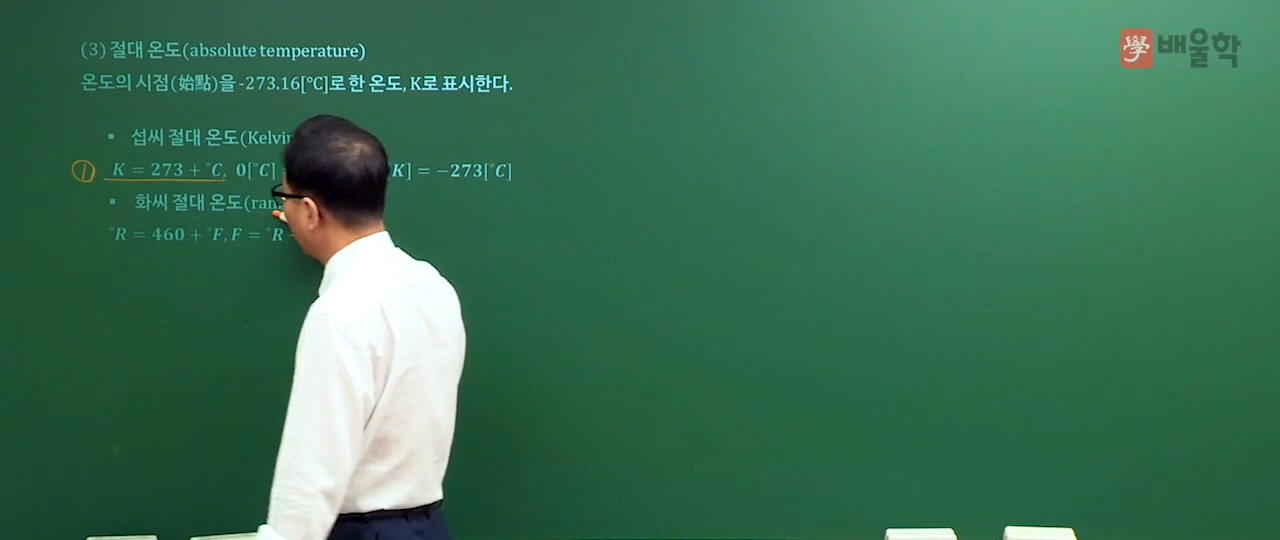 (3) 절대 온도(absolute temperature)
온도의 시점(始點)을 -273.16[°C]로 한 온도, K로 표시한다.
▪ 섭씨 절대 온도(Kelvin
① K = 273 + °C, 0[°C] K] = −273[°C]
▪ 화씨 절대 온도(ran
°R = 460 + °F, F = °R
學 배울학